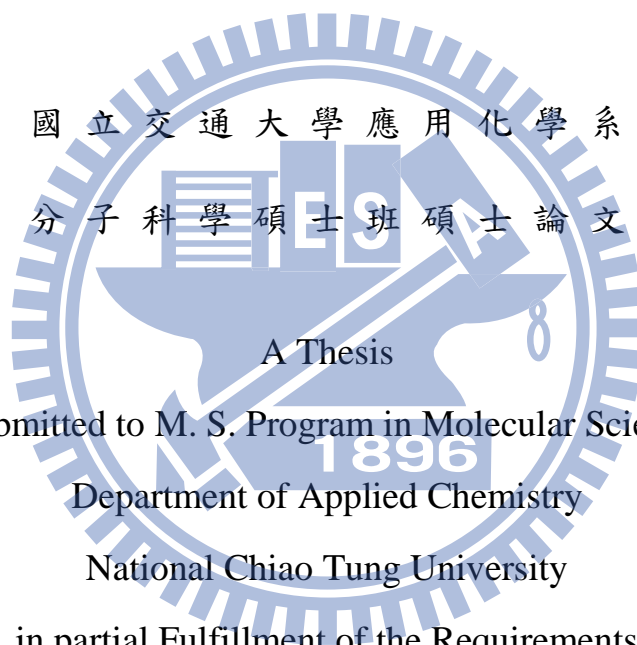 國立交通大學應用化學系
分子科學碩士班碩士論文
A Thesis
bmitted to M. S. Program in Molecular Scie
Department of Applied Chemistry
National Chiao Tung University
in partial Fulfillment of the Requirements
E S A
1896